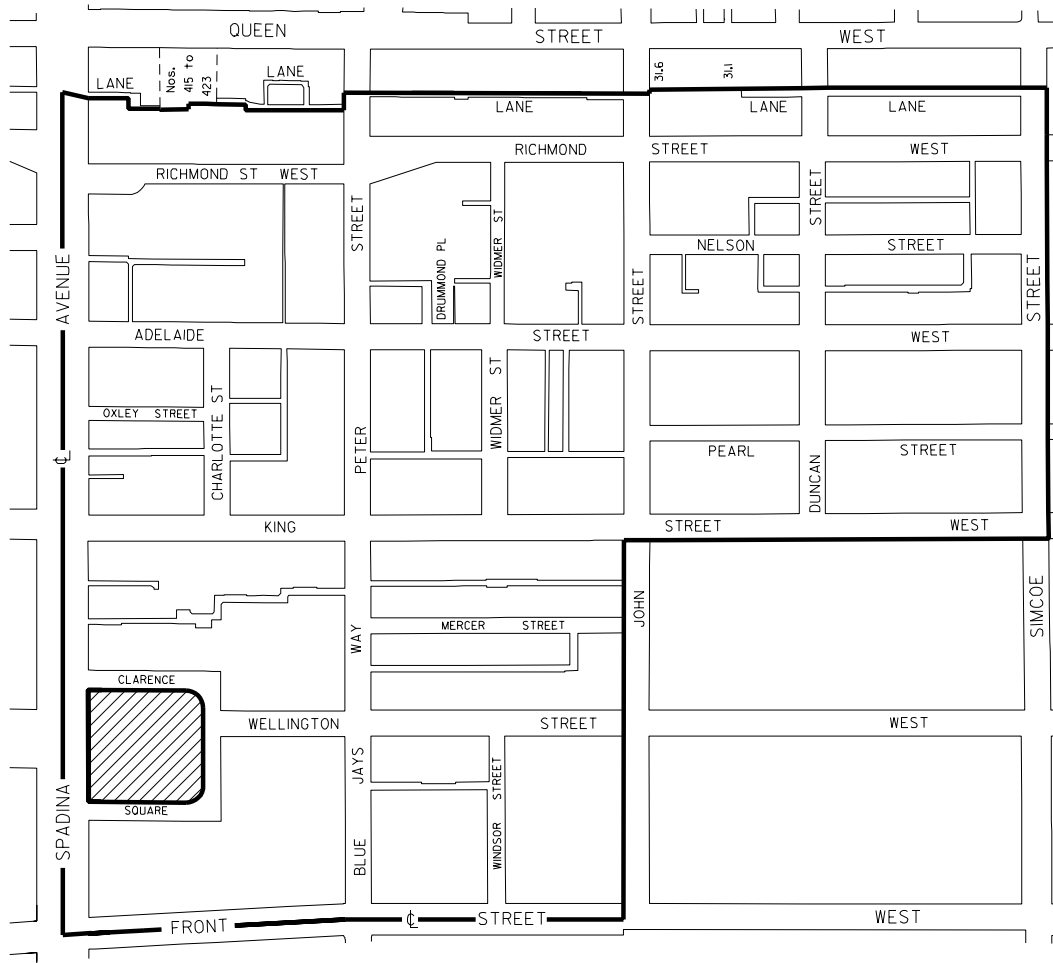 QUEEN STREET WEST
LANE
Nos.
415 to
423
LANE
31.6
31.1
LANE
LANE
LANE
RICHMOND STREET WEST
RICHMOND ST WEST
STREET
WIDMER ST
DRUMMOND PL
STREET
STREET
NELSON STREET
STREET
AVENUE
ADELAIDE STREET WEST
OXLEY STREET
CHARLOTTE ST
PETER
WIDMER ST
PEARL STREET
DUNCAN
℄
KING STREET WEST
JOHN
SIMCOE
MERCER STREET
WAY
CLARENCE
WELLINGTON STREET WEST
SPADINA
SQUARE
JAYS
BLUE
WINDSOR STREET
FRONT ℄ STREET WEST